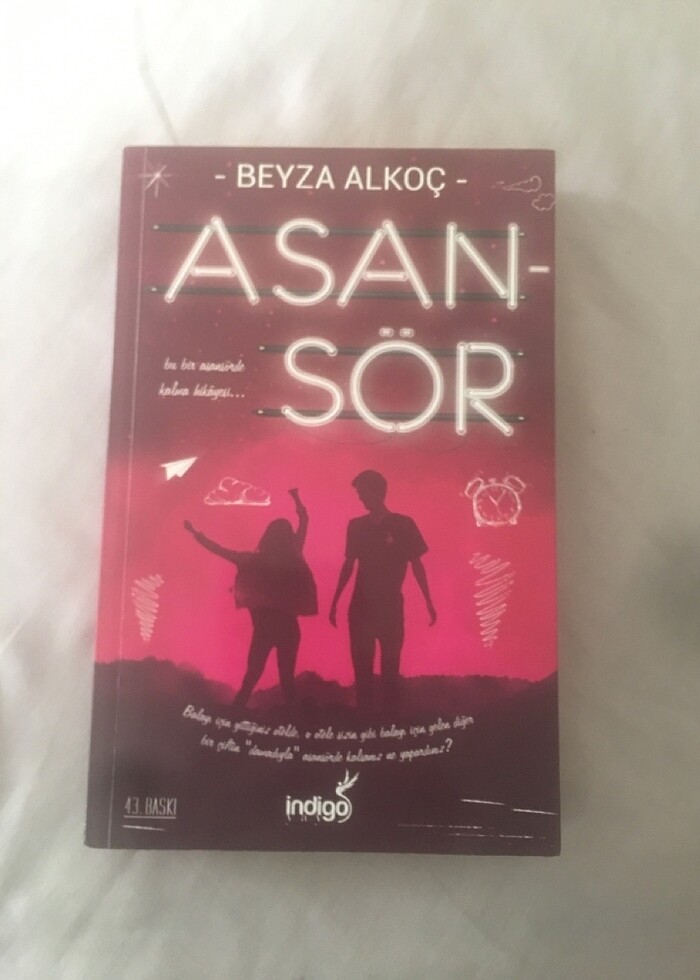 - BEYZA ALKOÇ -
ASAN-
SÖR
bu bir asansörde
kalma hikâyesi...
Balayı için gittiğiniz otelde, o otele sizin gibi balayı için gelen diğer
bir çiftin "damadıyla" asansörde kalsanız ne yapardınız?
43. BASKI
indigo